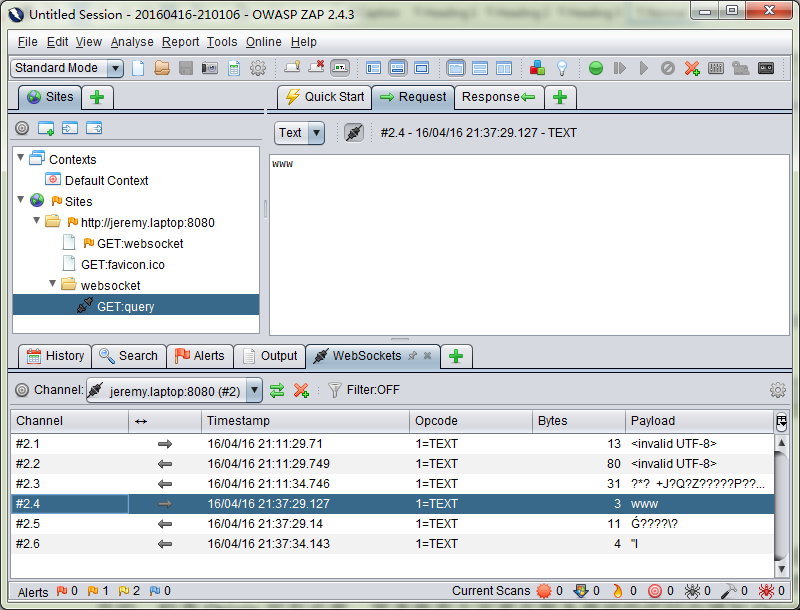 Untitled Session - 20160416-210106 - OWASP ZAP 2.4.3
File Edit View Analyse Report Tools Online Help
Standard Mode
Sites
Quick Start Request Response
Text #2.4 - 16/04/16 21:37:29.127 - TEXT
www
Contexts
Default Context
Sites
http://jeremy.laptop:8080
GET:websocket
GET:favicon.ico
websocket
GET:query
History Search Alerts Output WebSockets
Channel: jeremy.laptop:8080 (#2) Filter:OFF
Channel ↔ Timestamp Opcode Bytes Payload
#2.1 → 16/04/16 21:11:29.71 1=TEXT 13 <invalid UTF-8>
#2.2 ← 16/04/16 21:11:29.749 1=TEXT 80 <invalid UTF-8>
#2.3 ← 16/04/16 21:11:34.746 1=TEXT 31 ?*? +J?Q?Z?????P??...
#2.4 → 16/04/16 21:37:29.127 1=TEXT 3 www
#2.5 ← 16/04/16 21:37:29.14 1=TEXT 11 Ǵ????\?
#2.6 ← 16/04/16 21:37:34.143 1=TEXT 4 "I
Alerts 0 1 2 0 Current Scans 0 0 0 0 0 0 0